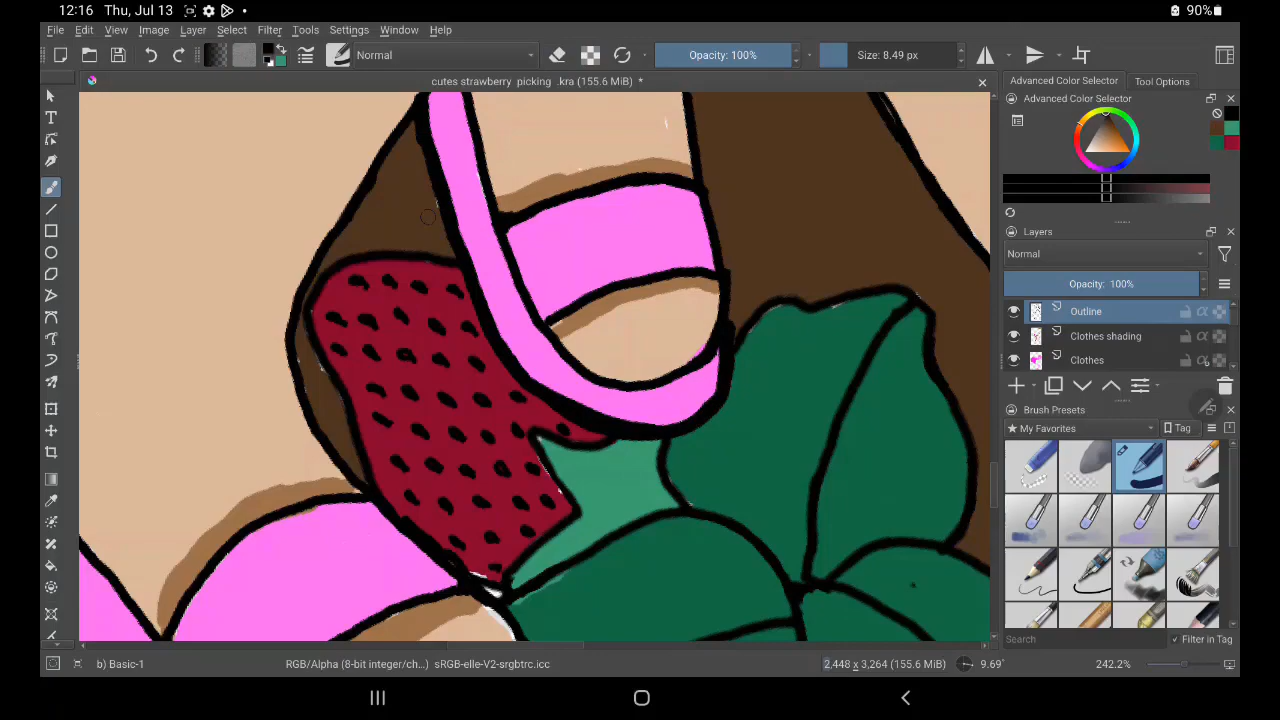 12:16 Thu, Jul 13
90%
File Edit View Image Layer Select Filter Tools Settings Window Help
Normal
Opacity: 100%
Size: 8.49 px
cutes strawberry picking .kra (155.6 MiB) *
Advanced Color Selector
Tool Options
Advanced Color Selector
Layers
Normal
Opacity: 100%
Outline
Clothes shading
Clothes
Brush Presets
My Favorites
Tag
Search
Filter in Tag
b) Basic-1
RGB/Alpha (8-bit integer/ch...) sRGB-elle-V2-srgbtrc.icc
2,448 x 3,264 (155.6 MiB)
9.69°
242.2%